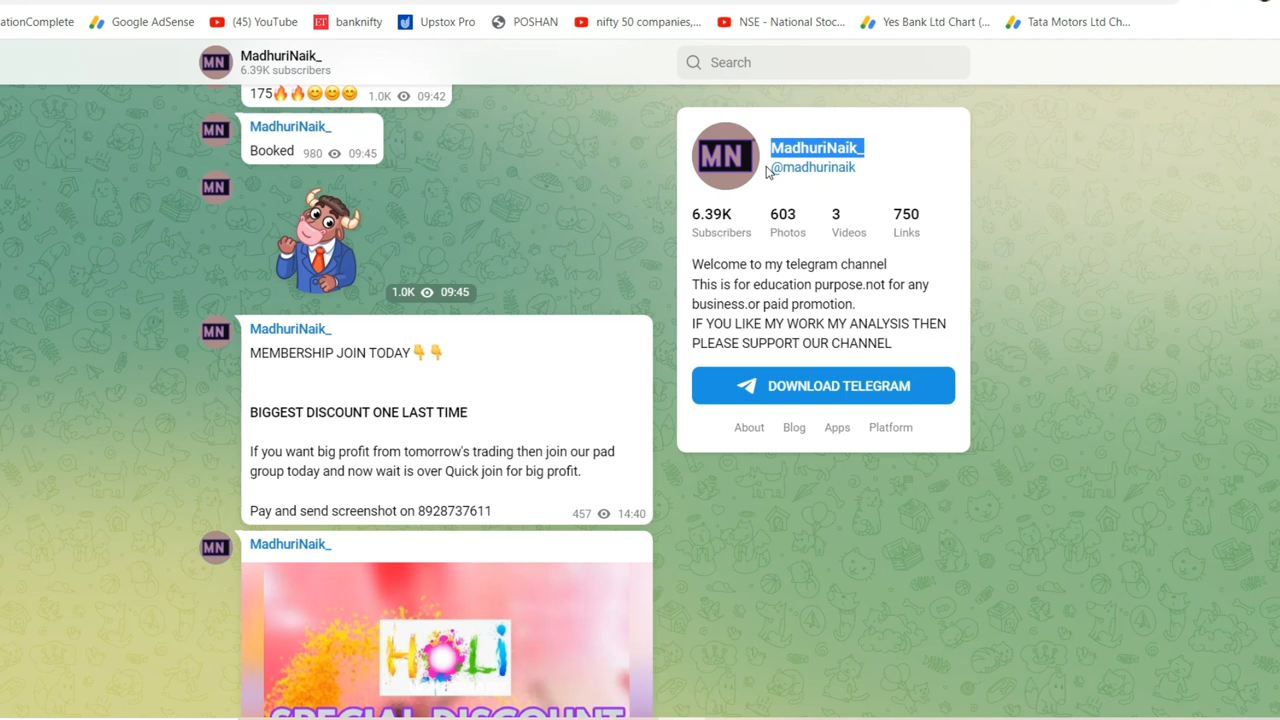 ationComplete
Google AdSense
(45) YouTube
ET
banknifty
Upstox Pro
POSHAN
nifty 50 companies,...
NSE - National Stoc...
Yes Bank Ltd Chart (...
Tata Motors Ltd Ch...
MN
MadhuriNaik_
6.39K subscribers
Search
175🔥🔥😊😊😊 1.0K 09:42
MN
MadhuriNaik_
Booked 980 09:45
MN
1.0K 09:45
MN
MadhuriNaik_
MEMBERSHIP JOIN TODAY👇👇
BIGGEST DISCOUNT ONE LAST TIME
If you want big profit from tomorrow's trading then join our pad
group today and now wait is over Quick join for big profit.
Pay and send screenshot on 8928737611
457 14:40
MN
MadhuriNaik_
HOLI
SPECIAL DISCOUNT
MN
MadhuriNaik_
@madhurinaik
6.39K 603 3 750
Subscribers Photos Videos Links
Welcome to my telegram channel
This is for education purpose.not for any
business.or paid promotion.
IF YOU LIKE MY WORK MY ANALYSIS THEN
PLEASE SUPPORT OUR CHANNEL
DOWNLOAD TELEGRAM
About Blog Apps Platform